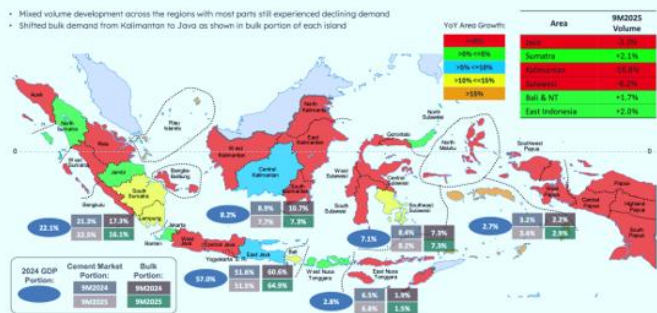 • Mixed volume development across the regions with most parts still experienced declining demand
• Shifted bulk demand from Kalimantan to Java as shown in bulk portion of each island
YoY Area Growth:
>0% <=5%
>5% <=10%
>10% <=15%
>15%
Area 9M2025 Volume
Java
Sumatra +2.1%
Kalimantan
Sulawesi
Bali & NT +1.7%
East Indonesia +2.0%
Aceh
North Sumatra
Riau
Riau Islands
West Sumatra
Jambi
Bengkulu
South Sumatra
Bangka-Belitung
Lampung
Banten
Jakarta
West Java
Central Java
Yogyakarta
East Java
Bali
West Nusa Tenggara
East Nusa Tenggara
West Kalimantan
Central Kalimantan
South Kalimantan
East Kalimantan
North Kalimantan
North Sulawesi
Gorontalo
West Sulawesi
Central Sulawesi
South Sulawesi
Southeast Sulawesi
North Maluku
Southwest Papua
West Papua
Central Papua
Highland Papua
South Papua
Papua
22.1%
21.3% 17.3%
16.1%
8.2%
8.9% 10.7%
7.7% 7.3%
7.1%
8.4% 7.3%
8.2% 7.3%
2.7%
3.2% 2.2%
3.4% 2.9%
57.0%
51.6% 60.6%
64.9%
2.8%
1.9%
6.8% 1.5%
2024 GDP Portion:
Cement Market Portion:
9M2024
9M2025
Bulk Portion:
9M2024
9M2025